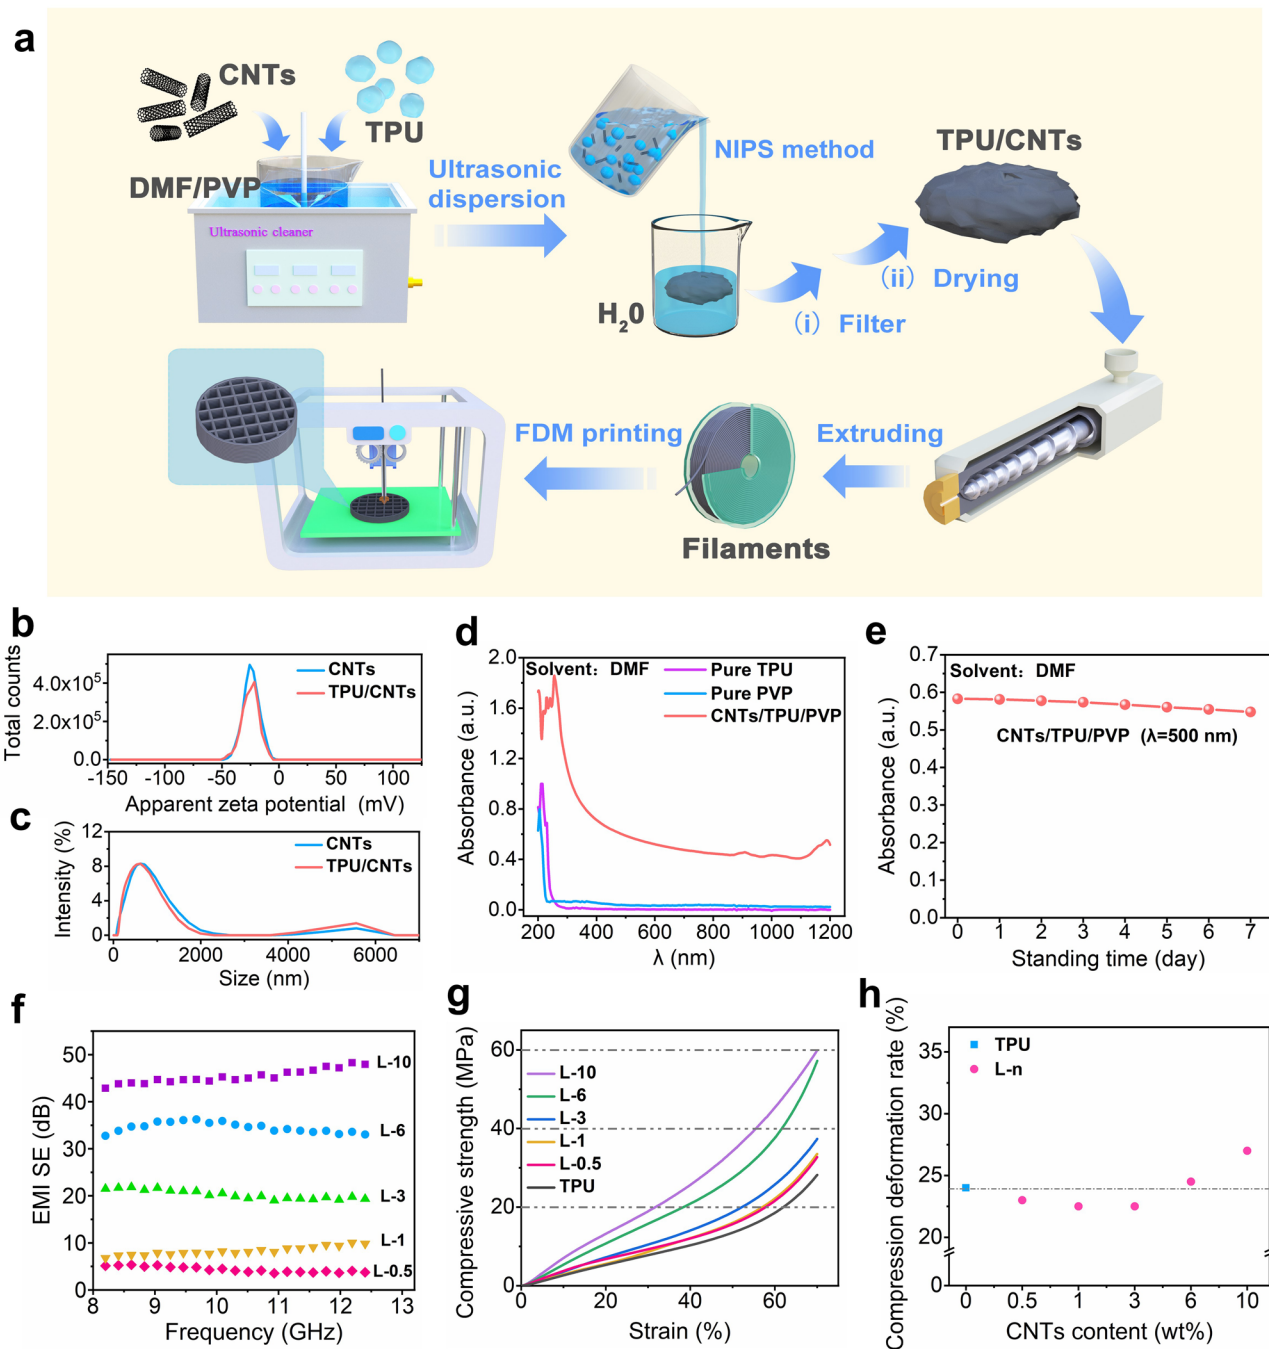 a
CNTs
TPU
DMF/PVP
Ultrasonic cleaner
Ultrasonic
dispersion
NIPS method
H₂0
(i) Filter
(ii) Drying
TPU/CNTs
Extruding
Filaments
FDM printing
b
Total counts
4.0x10⁵
2.0x10⁵
0.0
CNTs
TPU/CNTs
-150 -100 -50 0 50 100
Apparent zeta potential (mV)
c
Intensity (%)
12
8
4
0
CNTs
TPU/CNTs
0 2000 4000 6000
Size (nm)
d
Absorbance (a.u.)
2.0
1.6
1.2
0.8
0.4
0.0
Solvent: DMF
Pure TPU
Pure PVP
CNTs/TPU/PVP
200 400 600 800 1000 1200
λ (nm)
e
Absorbance (a.u.)
0.7
0.6
0.5
0.4
0.3
0.2
0.1
0.0
Solvent: DMF
CNTs/TPU/PVP (λ=500 nm)
0 1 2 3 4 5 6 7
Standing time (day)
f
EMI SE (dB)
50
40
30
20
10
0
L-10
L-6
L-3
L-1
L-0.5
8 9 10 11 12 13
Frequency (GHz)
g
Compressive strength (MPa)
60
40
20
0
L-10
L-6
L-3
L-1
L-0.5
TPU
0 20 40 60
Strain (%)
h
Compression deformation rate (%)
35
30
25
20
0
TPU
L-n
0 0.5 1 3 6 10
CNTs content (wt%)